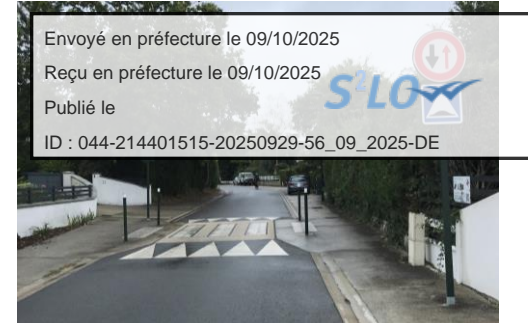 Envoyé en préfecture le 09/10/2025
Reçu en préfecture le 09/10/2025
S²LO
Publié le
ID : 044-214401515-20250929-56_09_2025-DE